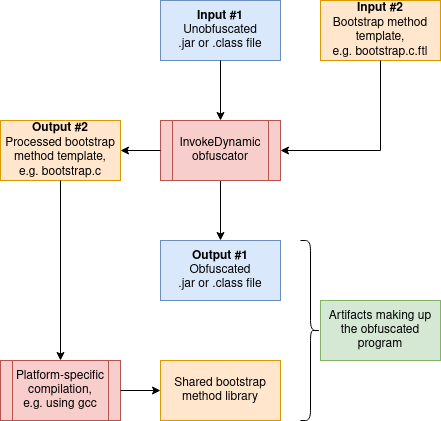 Input #1
Unobfuscated
.jar or .class file
Input #2
Bootstrap method
template,
e.g. bootstrap.c.ftl
Output #2
Processed bootstrap
method template,
e.g. bootstrap.c
InvokeDynamic
obfuscator
Output #1
Obfuscated
.jar or .class file
Artifacts making up
the obfuscated
program
Platform-specific
compilation,
e.g. using gcc
Shared bootstrap
method library